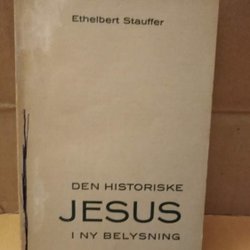 Ethelbert Stauffer
DEN HISTORISKE
JESUS
I NY BELYSNING